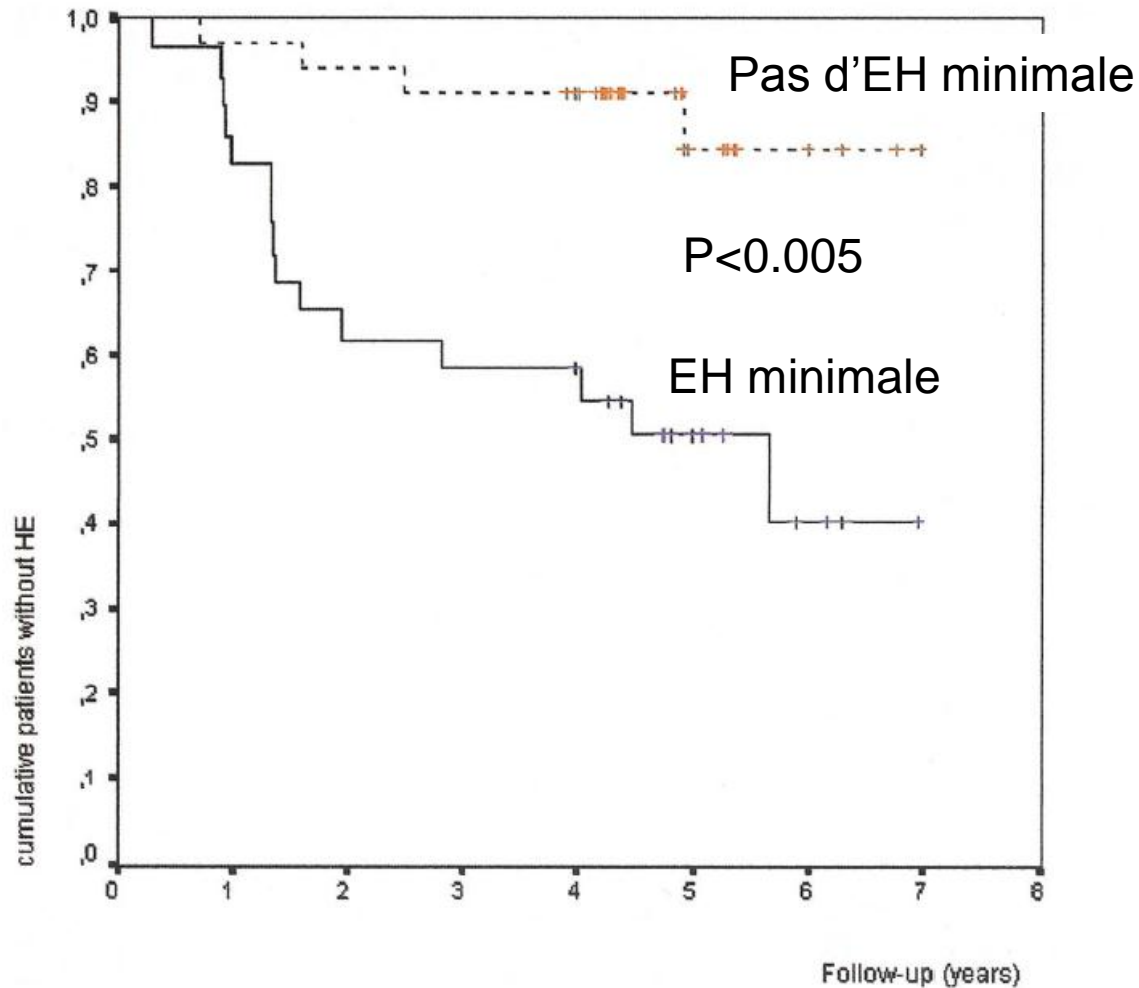 1,0
,9
,8
,7
,6
,5
,4
,3
,2
,1
,0
cumulative patients without HE
Pas d’EH minimale
P<0.005
EH minimale
0 1 2 3 4 5 6 7 8
Follow-up (years)